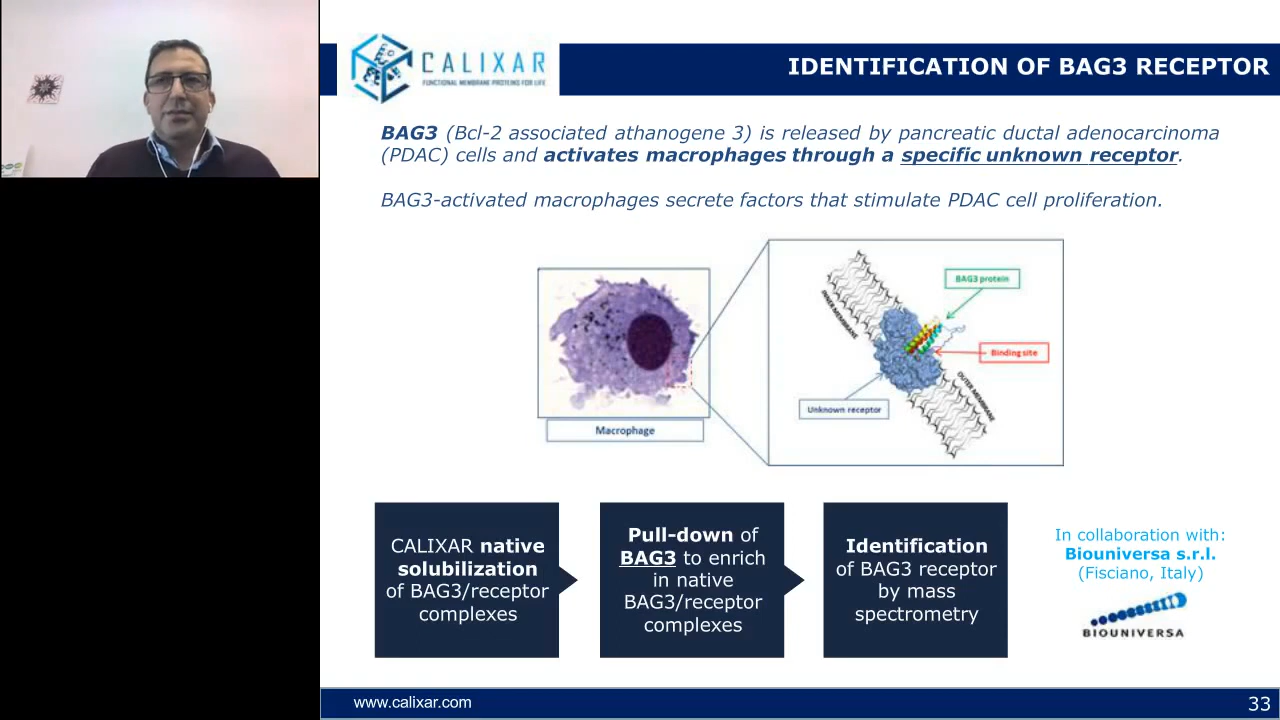 CALIXAR
FUNCTIONAL MEMBRANE PROTEINS FOR LIFE
IDENTIFICATION OF BAG3 RECEPTOR
BAG3 (Bcl-2 associated athanogene 3) is released by pancreatic ductal adenocarcinoma
(PDAC) cells and activates macrophages through a specific unknown receptor.
BAG3-activated macrophages secrete factors that stimulate PDAC cell proliferation.
Macrophage
INNER MEMBRANE
BAG3 protein
Binding site
OUTER MEMBRANE
Unknown receptor
CALIXAR native
solubilization
of BAG3/receptor
complexes
Pull-down of
BAG3 to enrich
in native
BAG3/receptor
complexes
Identification
of BAG3 receptor
by mass
spectrometry
In collaboration with:
Biouniversa s.r.l.
(Fisciano, Italy)
BIOUNIVERSA
www.calixar.com
33